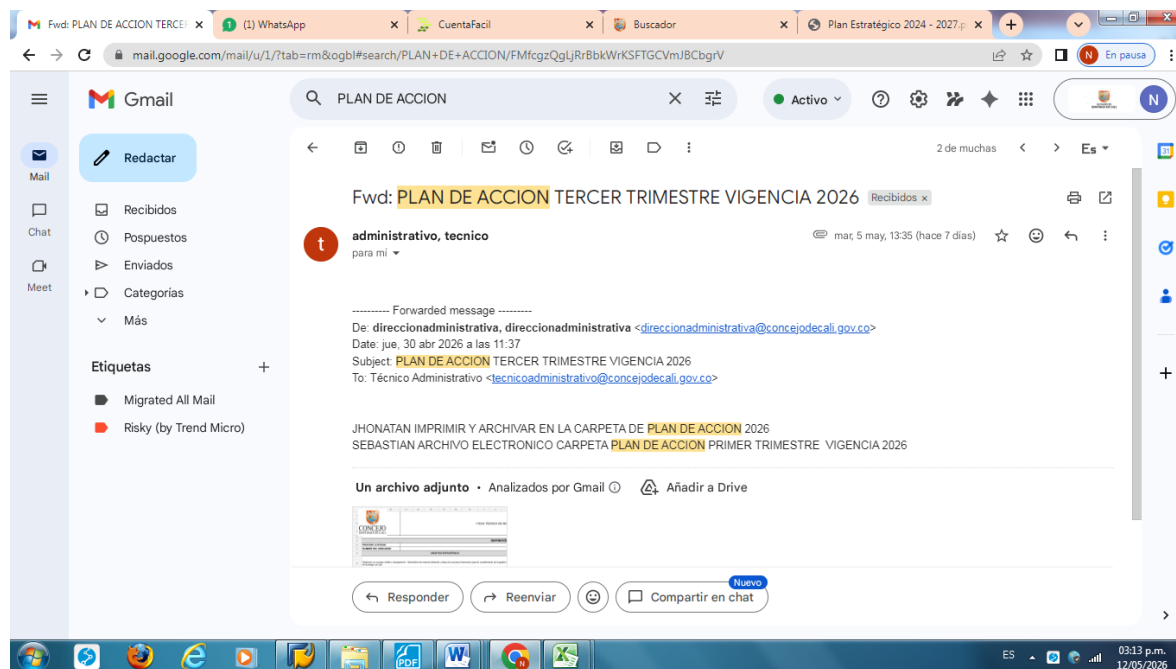 Fwd: PLAN DE ACCION TERCER
(1) WhatsApp
CuentaFacil
Buscador
Plan Estratégico 2024 - 2027.p
mail.google.com/mail/u/1/?tab=rm&ogbl#search/PLAN+DE+ACCION/FMfcgzQgLjRrBbkWrKSFTGCVmJBCbgrV
N En pausa
Gmail
PLAN DE ACCION
Activo
N
Mail
Chat
Meet
Redactar
Recibidos
Pospuestos
Enviados
Categorías
Más
Etiquetas
Migrated All Mail
Risky (by Trend Micro)
2 de muchas
Es
Fwd: PLAN DE ACCION TERCER TRIMESTRE VIGENCIA 2026 Recibidos x
t
administrativo, tecnico
mar, 5 may, 13:35 (hace 7 días)
para mí
---------- Forwarded message ---------
De: direccionadministrativa, direccionadministrativa <direccionadministrativa@concejodecali.gov.co>
Date: jue, 30 abr 2026 a las 11:37
Subject: PLAN DE ACCION TERCER TRIMESTRE VIGENCIA 2026
To: Técnico Administrativo <tecnicoadministrativo@concejodecali.gov.co>
JHONATAN IMPRIMIR Y ARCHIVAR EN LA CARPETA DE PLAN DE ACCION 2026
SEBASTIAN ARCHIVO ELECTRONICO CARPETA PLAN DE ACCION PRIMER TRIMESTRE VIGENCIA 2026
Un archivo adjunto • Analizados por Gmail
Añadir a Drive
CONCEJO
Nuevo
Responder
Reenviar
Compartir en chat
31
PDF
ES
03:13 p.m.
12/05/2026